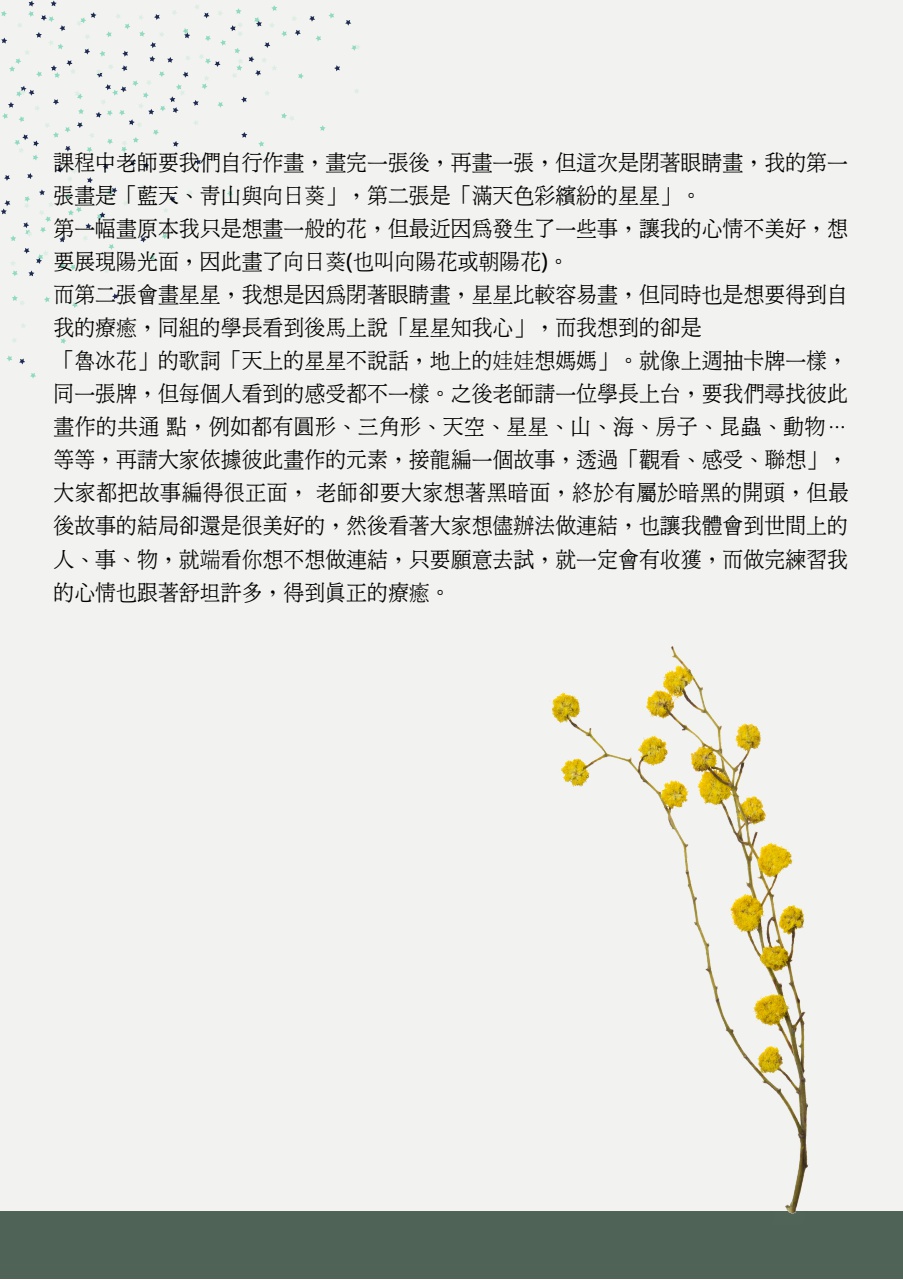 課程中老師要我們自行作畫，畫完一張後，再畫一張，但這次是閉著眼睛畫，我的第一
張畫是「藍天、青山與向日葵」，第二張是「滿天色彩繽紛的星星」。
第一幅畫原本我只是想畫一般的花，但最近因為發生了一些事，讓我的心情不美好，想
要展現陽光面，因此畫了向日葵(也叫向陽花或朝陽花)。
而第二張會畫星星，我想是因為閉著眼睛畫，星星比較容易畫，但同時也是想要得到自
我的療癒，同組的學長看到後馬上說「星星知我心」，而我想到的卻是
「魯冰花」的歌詞「天上的星星不說話，地上的娃娃想媽媽」。就像上週抽卡牌一樣，
同一張牌，但每個人看到的感受都不一樣。之後老師請一位學長上台，要我們尋找彼此
畫作的共通 點，例如都有圓形、三角形、天空、星星、山、海、房子、昆蟲、動物…
等等，再請大家依據彼此畫作的元素，接龍編一個故事，透過「觀看、感受、聯想」，
大家都把故事編得很正面， 老師卻要大家想著黑暗面，終於有屬於暗黑的開頭，但最
後故事的結局卻還是很美好的，然後看著大家想儘辦法做連結，也讓我體會到世間上的
人、事、物，就端看你想不想做連結，只要願意去試，就一定會有收獲，而做完練習我
的心情也跟著舒坦許多，得到真正的療癒。